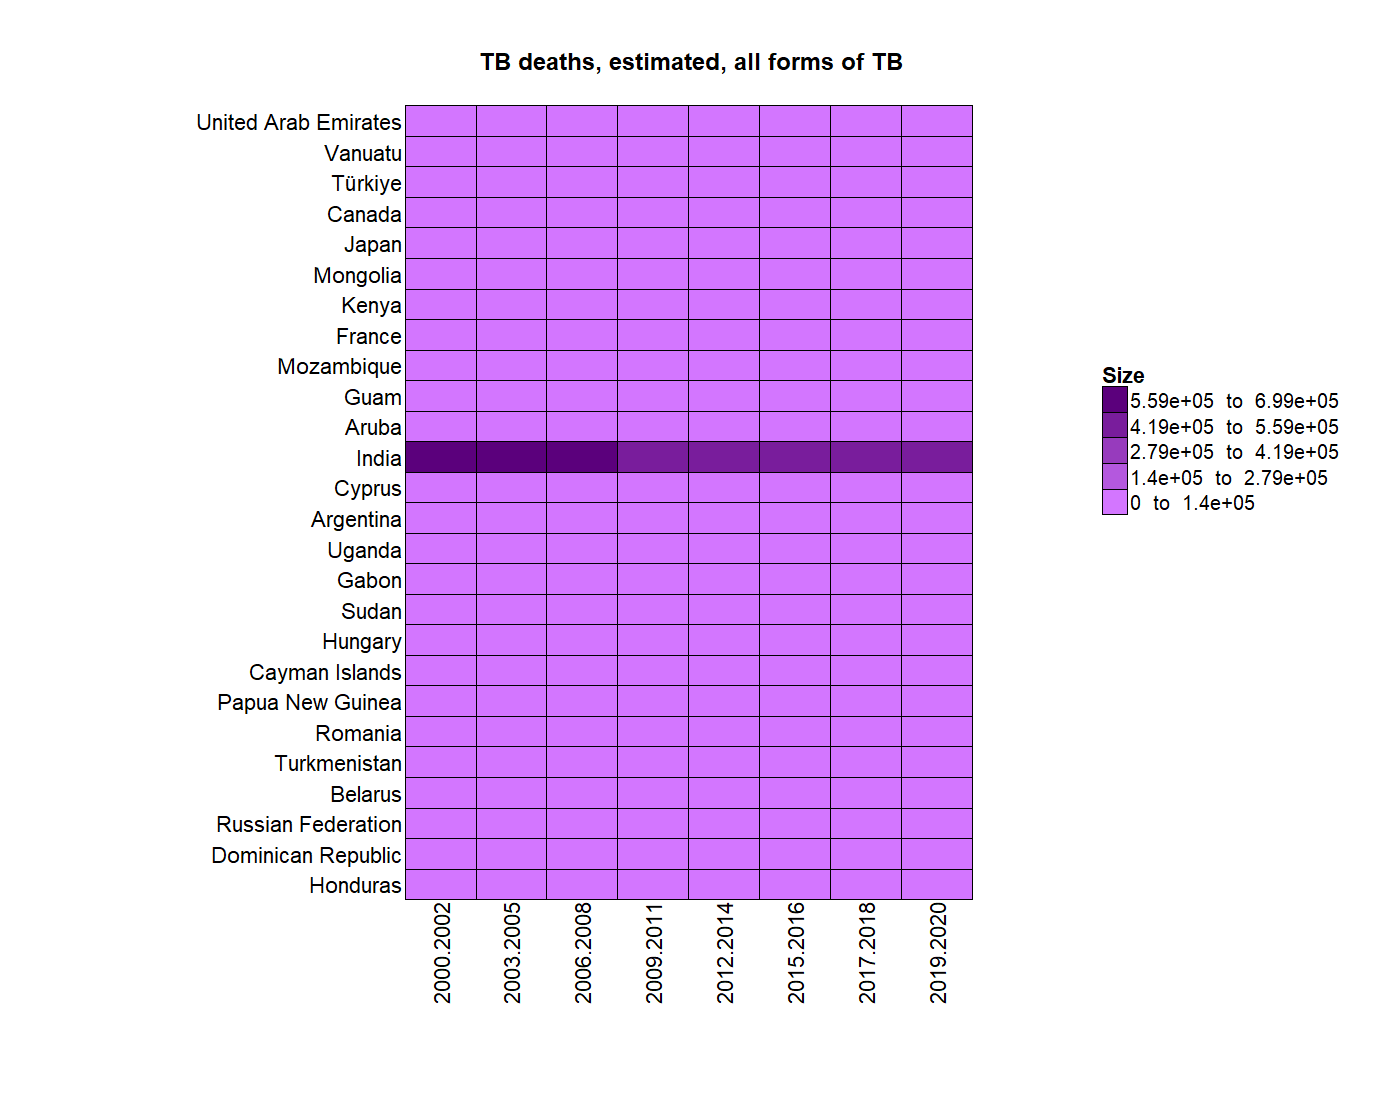 TB deaths, estimated, all forms of TB
United Arab Emirates
Vanuatu
Türkiye
Canada
Japan
Mongolia
Kenya
France
Mozambique
Guam
Aruba
India
Cyprus
Argentina
Uganda
Gabon
Sudan
Hungary
Cayman Islands
Papua New Guinea
Romania
Turkmenistan
Belarus
Russian Federation
Dominican Republic
Honduras
2000.2002
2003.2005
2006.2008
2009.2011
2012.2014
2015.2016
2017.2018
2019.2020
Size
5.59e+05 to 6.99e+05
4.19e+05 to 5.59e+05
2.79e+05 to 4.19e+05
1.4e+05 to 2.79e+05
0 to 1.4e+05